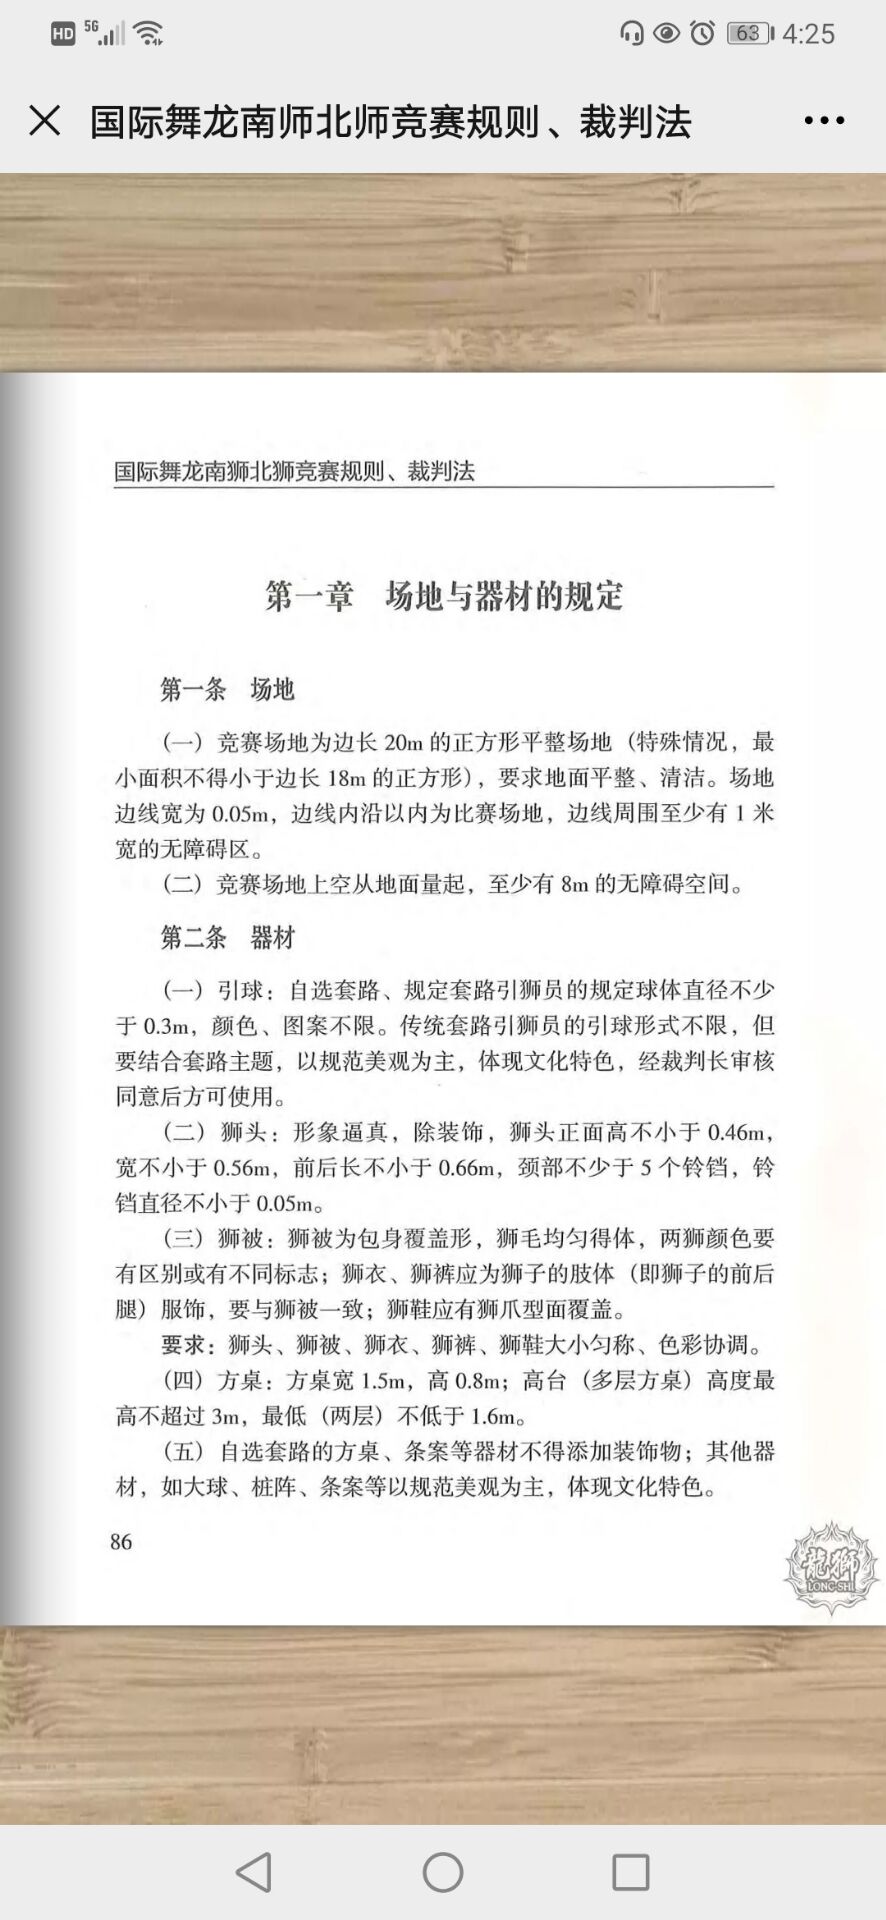 HD 5G 63 4:25
国际舞龙南师北师竞赛规则、裁判法
国际舞龙南狮北狮竞赛规则、裁判法
第一章 场地与器材的规定
第一条 场地
（一）竞赛场地为边长 20m 的正方形平整场地（特殊情况，最
小面积不得小于边长 18m 的正方形），要求地面平整、清洁。场地
边线宽为 0.05m，边线内沿以内为比赛场地，边线周围至少有 1 米
宽的无障碍区。
（二）竞赛场地上空从地面量起，至少有 8m 的无障碍空间。
第二条 器材
（一）引球：自选套路、规定套路引狮员的规定球体直径不少
于 0.3m，颜色、图案不限。传统套路引狮员的引球形式不限，但
要结合套路主题，以规范美观为主，体现文化特色，经裁判长审核
同意后方可使用。
（二）狮头：形象逼真，除装饰，狮头正面高不小于 0.46m，
宽不小于 0.56m，前后长不小于 0.66m，颈部不少于 5 个铃铛，铃
铛直径不小于 0.05m。
（三）狮被：狮被为包身覆盖形，狮毛均匀得体，两狮颜色要
有区别或有不同标志；狮衣、狮裤应为狮子的肢体（即狮子的前后
腿）服饰，要与狮被一致；狮鞋应有狮爪型面覆盖。
要求：狮头、狮被、狮衣、狮裤、狮鞋大小匀称、色彩协调。
（四）方桌：方桌宽 1.5m，高 0.8m；高台（多层方桌）高度最
高不超过 3m，最低（两层）不低于 1.6m。
（五）自选套路的方桌、条案等器材不得添加装饰物；其他器
材，如大球、桩阵、条案等以规范美观为主，体现文化特色。
86
龍獅
LONG-SHI